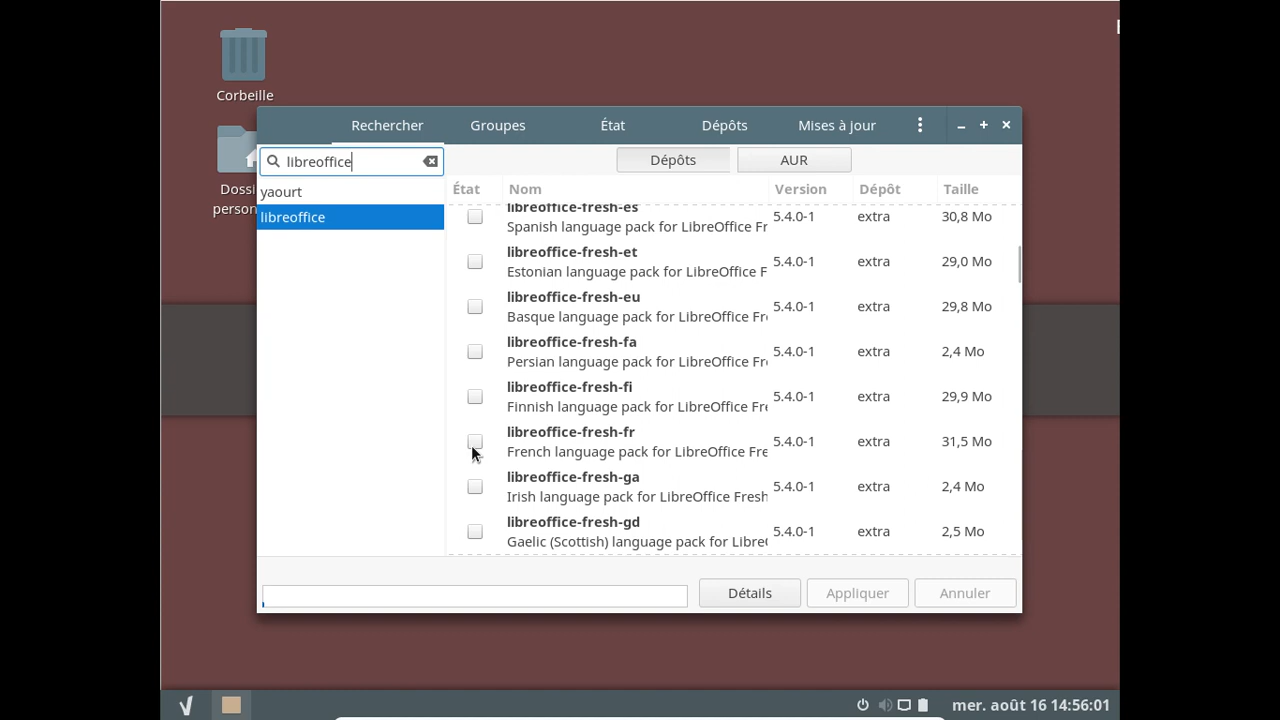 Corbeille
Dossi
person
Rechercher Groupes État Dépôts Mises à jour
libreoffice
Dépôts AUR
yaourt
libreoffice
État Nom Version Dépôt Taille
libreoffice-fresh-es
Spanish language pack for LibreOffice Fr 5.4.0-1 extra 30,8 Mo
libreoffice-fresh-et
Estonian language pack for LibreOffice F 5.4.0-1 extra 29,0 Mo
libreoffice-fresh-eu
Basque language pack for LibreOffice Fr 5.4.0-1 extra 29,8 Mo
libreoffice-fresh-fa
Persian language pack for LibreOffice Fr 5.4.0-1 extra 2,4 Mo
libreoffice-fresh-fi
Finnish language pack for LibreOffice Fre 5.4.0-1 extra 29,9 Mo
libreoffice-fresh-fr
French language pack for LibreOffice Fre 5.4.0-1 extra 31,5 Mo
libreoffice-fresh-ga
Irish language pack for LibreOffice Fresh 5.4.0-1 extra 2,4 Mo
libreoffice-fresh-gd
Gaelic (Scottish) language pack for Libre 5.4.0-1 extra 2,5 Mo
Détails Appliquer Annuler
mer. août 16 14:56:01